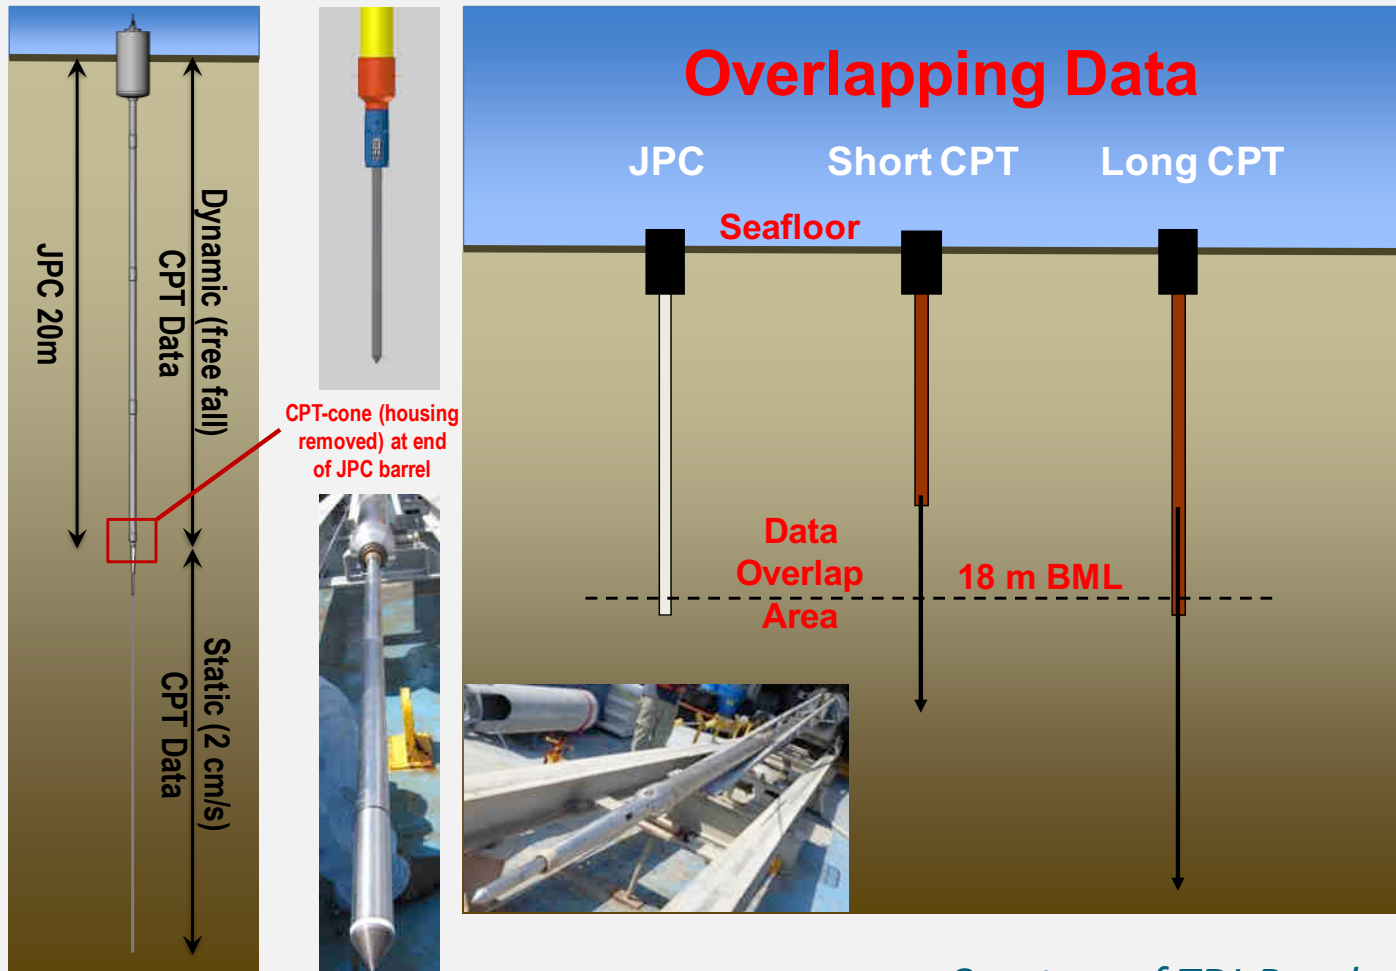 JPC 20m
Dynamic (free fall)
CPT Data
Static (2 cm/s)
CPT Data
CPT-cone (housing
removed) at end
of JPC barrel
Overlapping Data
JPC
Short CPT
Long CPT
Seafloor
Data
Overlap
Area
18 m BML